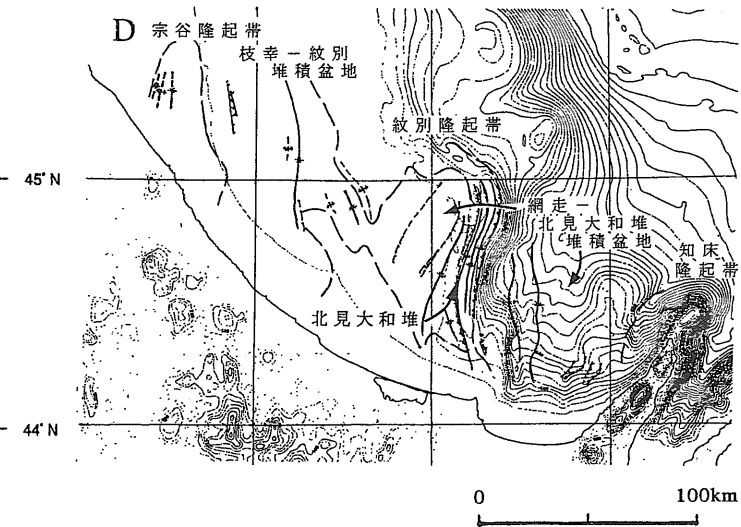 D 宗谷隆起帯
枝幸－紋別
堆積盆地
紋別隆起帯
45° N
網走－
北見大和堆
堆積盆地
知床
隆起帯
北見大和堆
44° N
0 100km